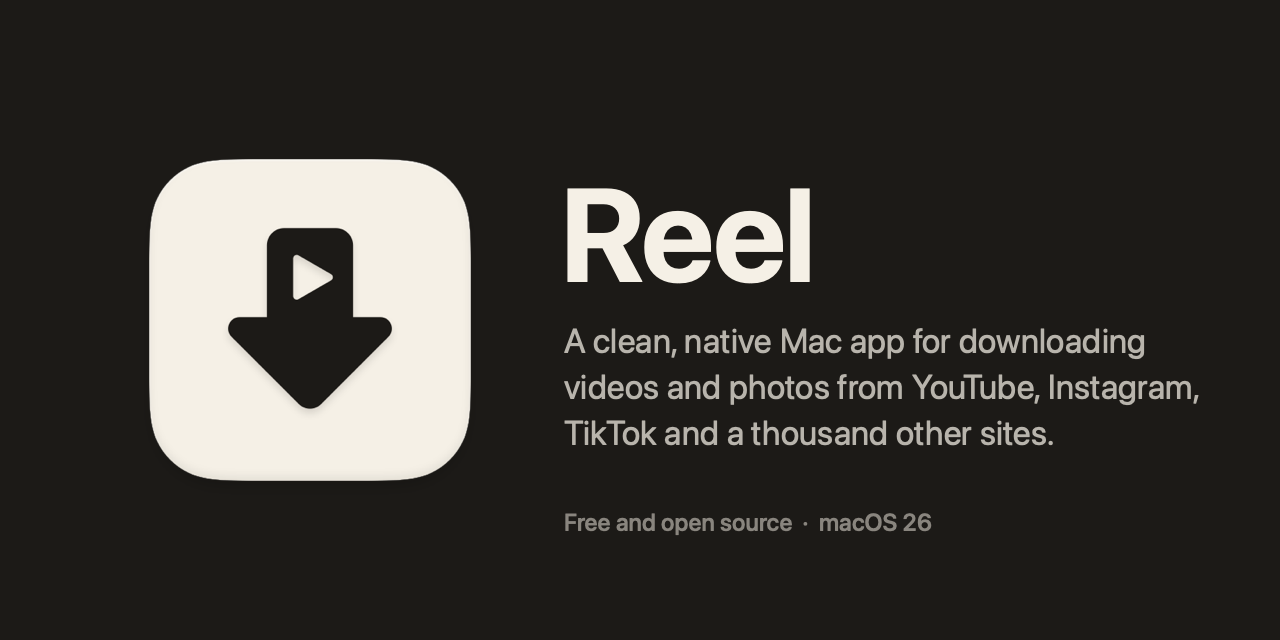 Reel
A clean, native Mac app for downloading
videos and photos from YouTube, Instagram,
TikTok and a thousand other sites.
Free and open source · macOS 26